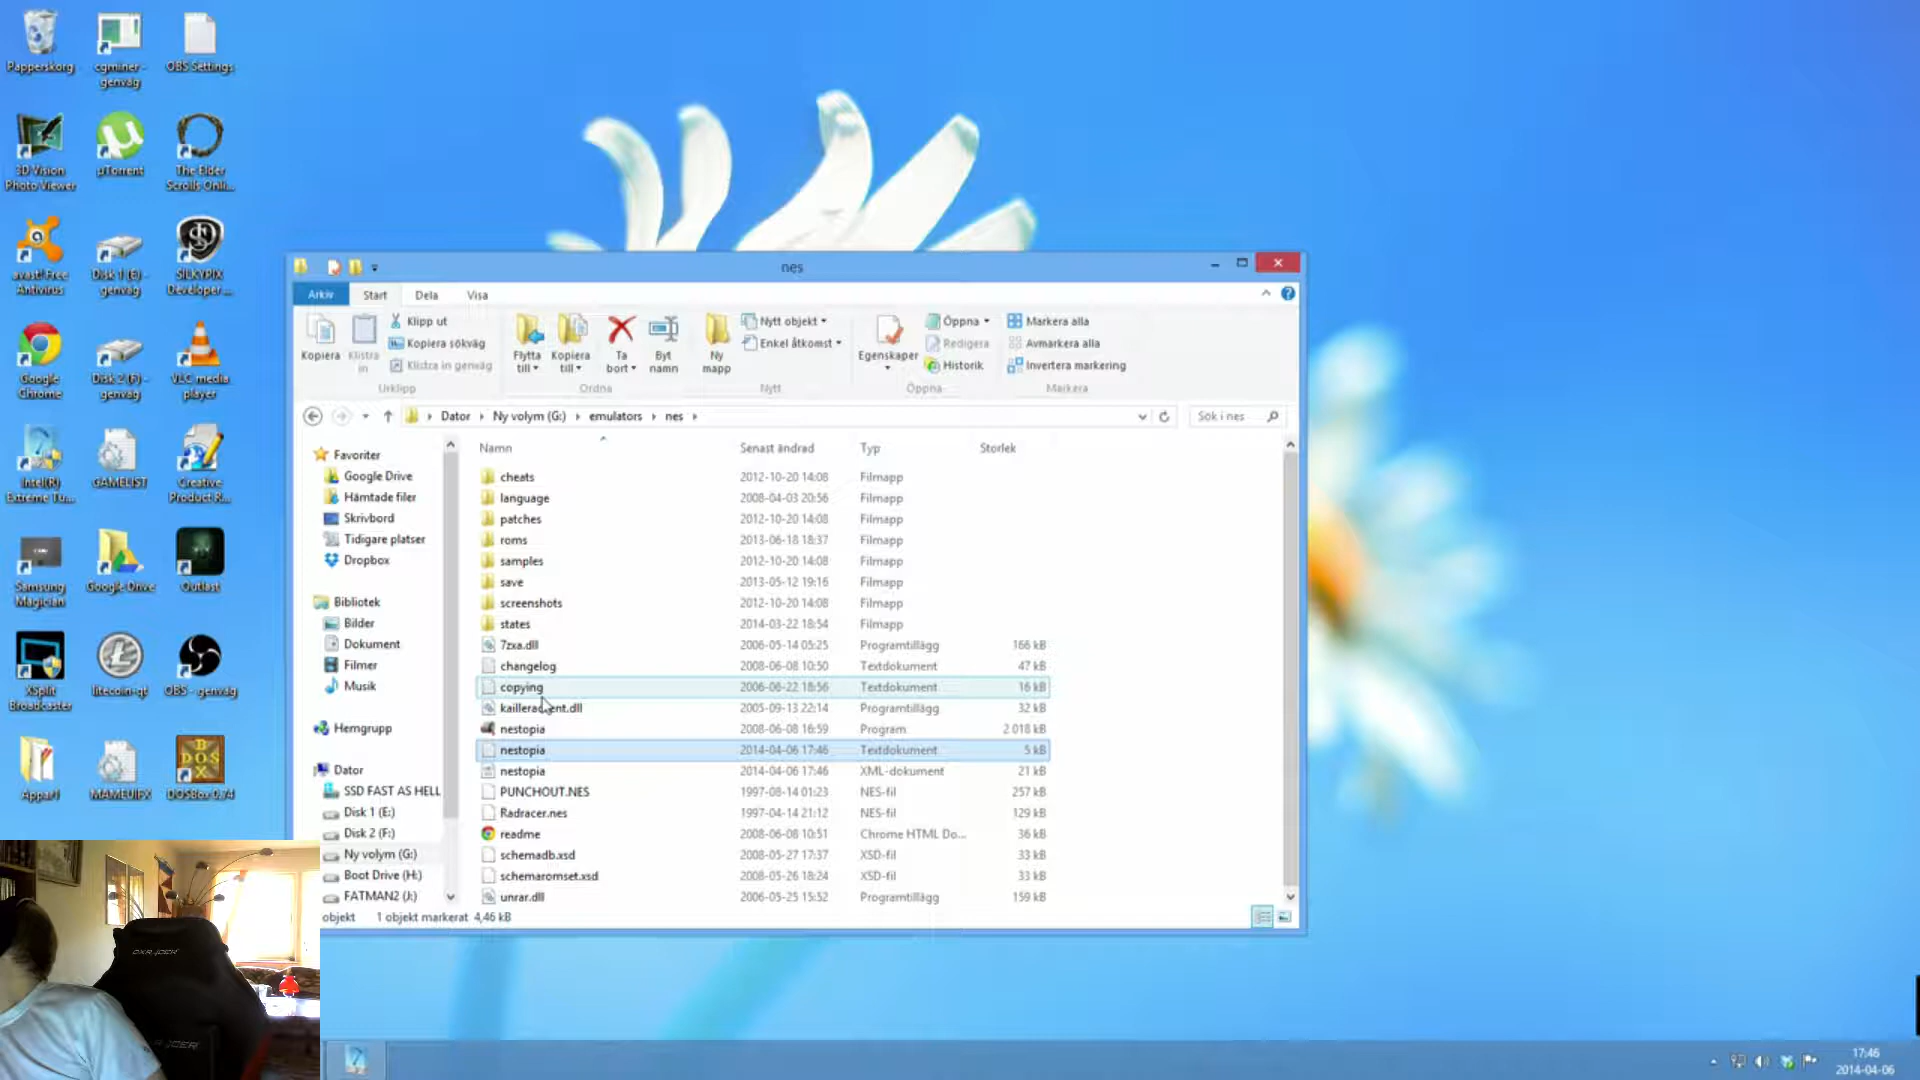 Papperskorg
cgminer - genväg
OBS Settings
3D Vision Photo Viewer
µTorrent
The Elder Scrolls Onli...
avast! Free Antivirus
Disk 1 (E) - genväg
SILKYPIX Developer ...
Google Chrome
Disk 2 (F) - genväg
VLC media player
Intel(R) Extreme Tu...
GAMELIST
Creative Product R...
Samsung Magician
Google Drive
Outlast
XSplit Broadcaster
litecoin-qt
OBS - genväg
MAMEUIFX
DOSBox 0.74
nes
Arkiv Start Dela Visa
Kopiera
Klistra in
Klipp ut
Kopiera sökväg
Klistra in genväg
Urklipp
Flytta till
Kopiera till
Ta bort
Byt namn
Ordna
Ny mapp
Nytt objekt
Enkel åtkomst
Nytt
Egenskaper
Öppna
Redigera
Historik
Öppna
Markera alla
Avmarkera alla
Invertera markering
Markera
Dator Ny volym (G:) emulators nes
Sök i nes
Favoriter
Google Drive
Hämtade filer
Skrivbord
Tidigare platser
Dropbox
Bibliotek
Bilder
Dokument
Filmer
Musik
Hemgrupp
Dator
SSD FAST AS HELL
Disk 1 (E:)
Disk 2 (F:)
Ny volym (G:)
Boot Drive (H:)
FATMAN2 (J:)
Namn Senast ändrad Typ Storlek
cheats 2012-10-20 14:08 Filmapp
language 2008-04-03 20:56 Filmapp
patches 2012-10-20 14:08 Filmapp
roms 2013-06-18 18:37 Filmapp
samples 2012-10-20 14:08 Filmapp
save 2013-05-12 19:16 Filmapp
screenshots 2012-10-20 14:08 Filmapp
states 2014-03-22 18:54 Filmapp
7zxa.dll 2006-05-14 05:25 Programtillägg 166 kB
changelog 2008-06-08 10:50 Textdokument 47 kB
copying 2006-06-22 18:56 Textdokument 16 kB
2005-09-13 22:14 Programtillägg 32 kB
nestopia 2008-06-08 16:59 Program 2 018 kB
nestopia 2014-04-06 17:46 Textdokument 5 kB
nestopia 2014-04-06 17:46 XML-dokument 21 kB
PUNCHOUT.NES 1997-08-14 01:23 NES-fil 257 kB
Radracer.nes 1997-04-14 21:12 NES-fil 129 kB
readme 2008-06-08 10:51 Chrome HTML Do... 36 kB
schemadb.xsd 2008-05-27 17:37 XSD-fil 33 kB
schemaromset.xsd 2008-05-26 18:24 XSD-fil 33 kB
unrar.dll 2006-05-25 15:52 Programtillägg 159 kB
objekt 1 objekt markerat 4,46 kB
DXRACER
17:46
2014-04-06